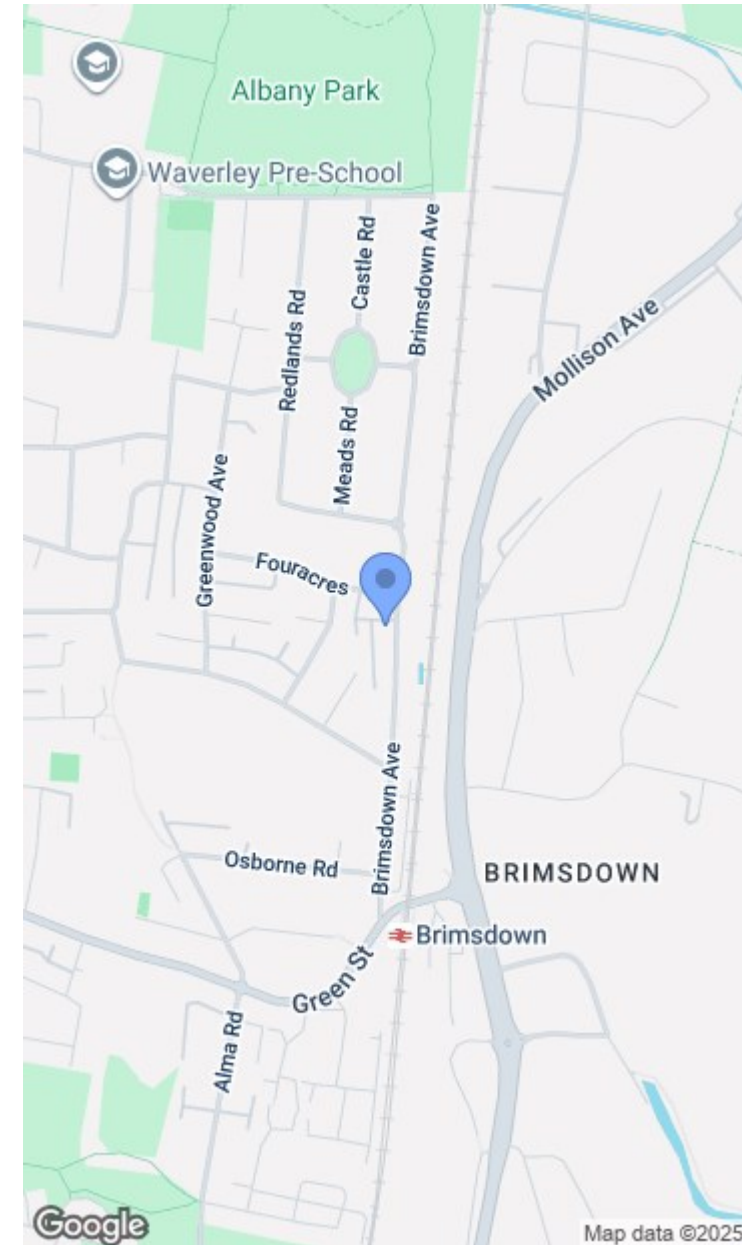 Albany Park
Waverley Pre-School
Castle Rd
Brimsdown Ave
Redlands Rd
Mollison Ave
Meads Rd
Greenwood Ave
Fouracres
Brimsdown Ave
Osborne Rd
BRIMSDOWN
Brimsdown
Green St
Alma Rd
Google
Map data ©2025